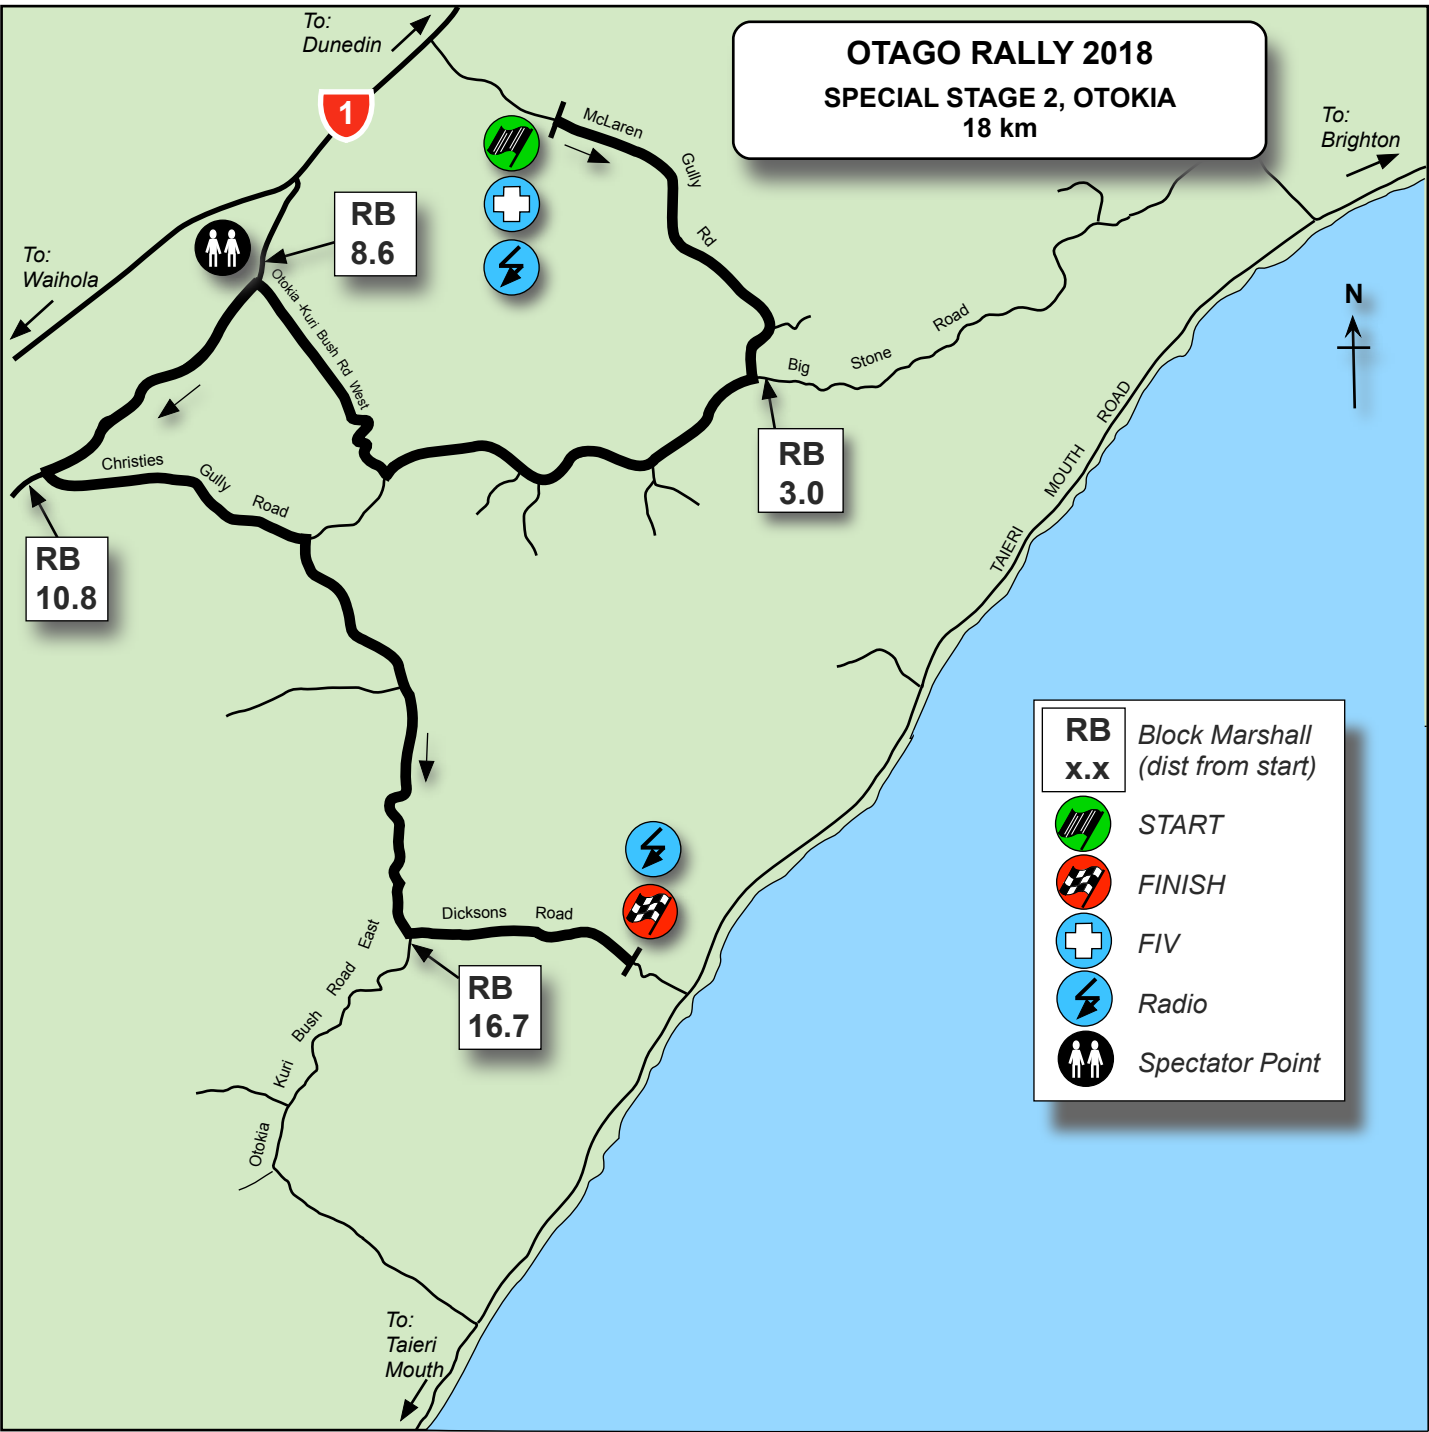 OTAGO RALLY 2018
SPECIAL STAGE 2, OTOKIA
18 km
To:
Dunedin
1
McLaren
Gully
Rd
To:
Brighton
RB
8.6
To:
Waihola
Otokia -Kuri Bush Rd West
N
Big Stone Road
RB
3.0
TAIERI MOUTH ROAD
Christies Gully Road
RB
10.8
RB
x.x
Block Marshall
(dist from start)
START
FINISH
FIV
Radio
Spectator Point
Dicksons Road
RB
16.7
Otokia Kuri Bush Road East
To:
Taieri
Mouth